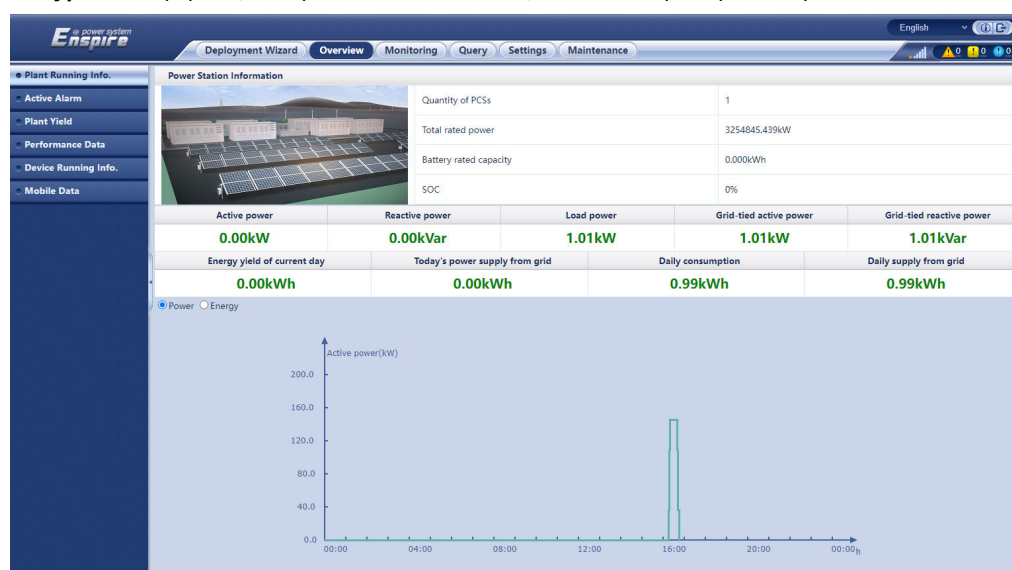 @ power system
Enspire
English
Deployment Wizard Overview Monitoring Query Settings Maintenance
0 0 0
Plant Running Info.
Active Alarm
Plant Yield
Performance Data
Device Running Info.
Mobile Data
Power Station Information
Quantity of PCSs 1
Total rated power 3254845.439kW
Battery rated capacity 0.000kWh
SOC 0%
Active power Reactive power Load power Grid-tied active power Grid-tied reactive power
0.00kW 0.00kVar 1.01kW 1.01kW 1.01kVar
Energy yield of current day Today's power supply from grid Daily consumption Daily supply from grid
0.00kWh 0.00kWh 0.99kWh 0.99kWh
Power Energy
Active power(kW)
200.0
160.0
120.0
80.0
40.0
0.0
00:00 04:00 08:00 12:00 16:00 20:00 00:00 h